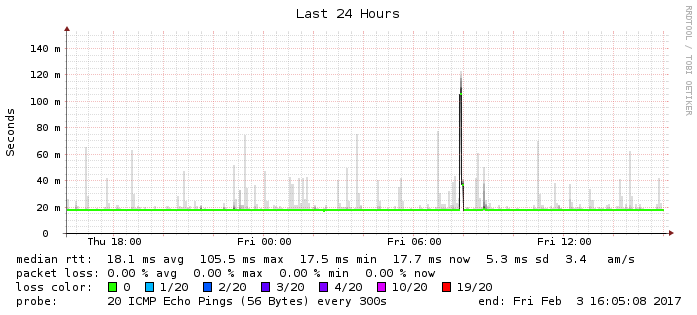 Last 24 Hours
RRDTOOL / TOBI OETIKER
Seconds
140 m
120 m
100 m
80 m
60 m
40 m
20 m
0
Thu 18:00 Fri 00:00 Fri 06:00 Fri 12:00
median rtt: 18.1 ms avg 105.5 ms max 17.5 ms min 17.7 ms now 5.3 ms sd 3.4 am/s
packet loss: 0.00 % avg 0.00 % max 0.00 % min 0.00 % now
loss color: 0 1/20 2/20 3/20 4/20 10/20 19/20
probe: 20 ICMP Echo Pings (56 Bytes) every 300s end: Fri Feb 3 16:05:08 2017